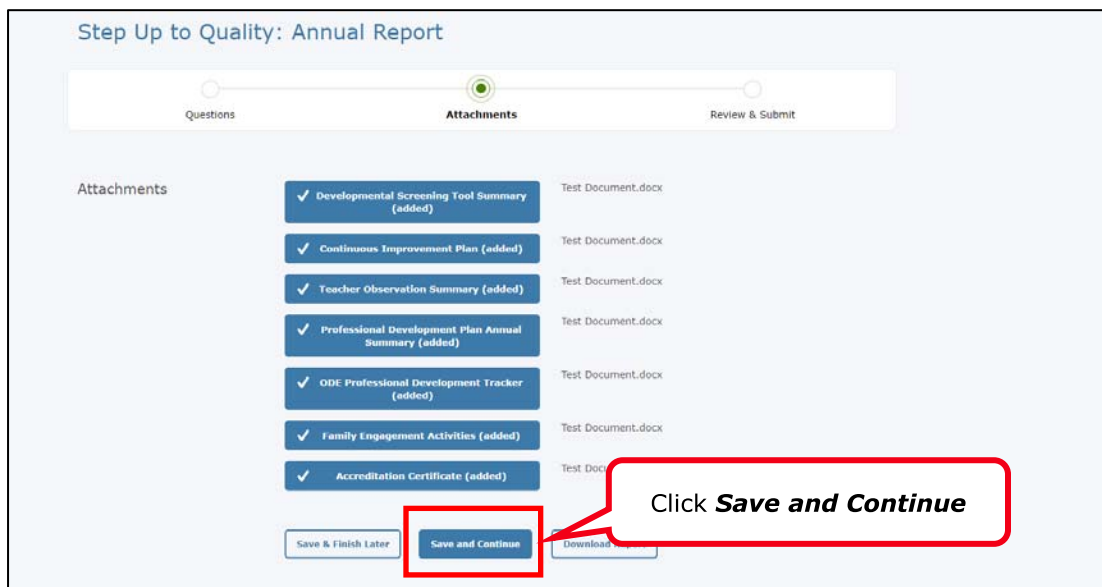 Step Up to Quality: Annual Report
Questions
Attachments
Review & Submit
Attachments
Developmental Screening Tool Summary
(added)
Test Document.docx
Continuous Improvement Plan (added)
Test Document.docx
Teacher Observation Summary (added)
Test Document.docx
Professional Development Plan Annual
Summary (added)
Test Document.docx
ODE Professional Development Tracker
(added)
Test Document.docx
Family Engagement Activities (added)
Test Document.docx
Accreditation Certificate (added)
Test
Click Save and Continue
Save & Finish Later
Save and Continue
Download